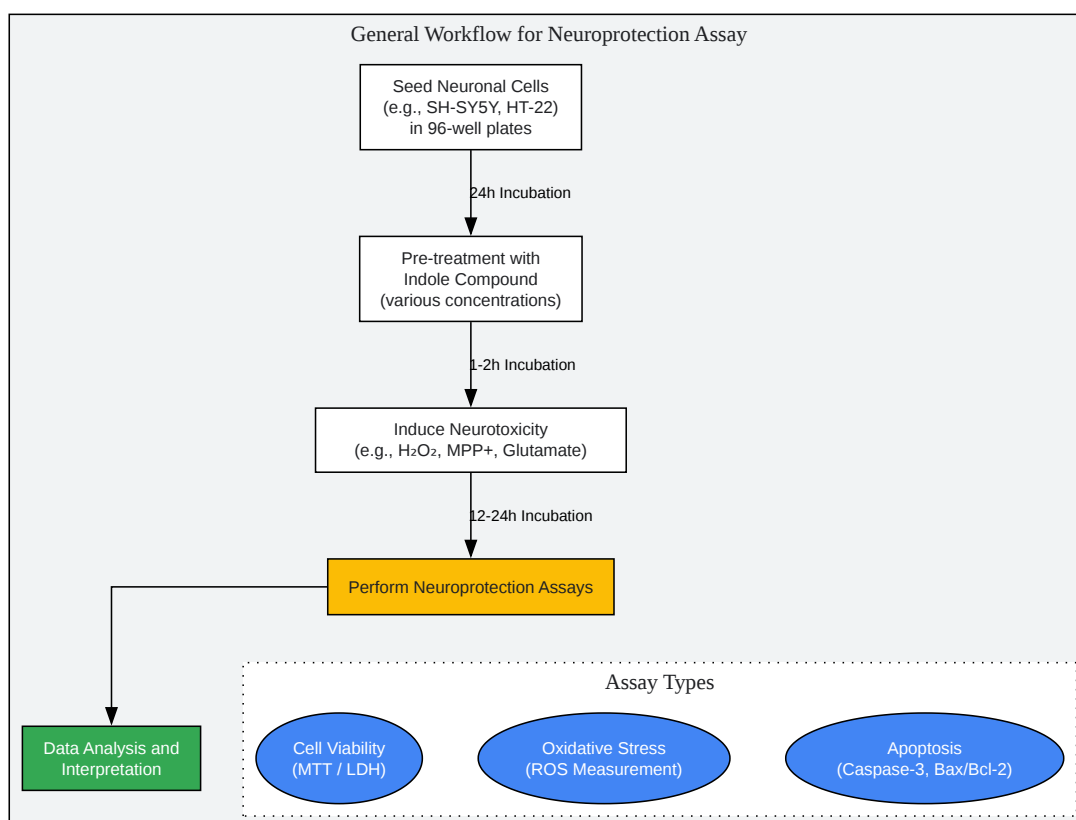 General Workflow for Neuroprotection Assay
Seed Neuronal Cells
(e.g., SH-SY5Y, HT-22)
in 96-well plates
24h Incubation
Pre-treatment with
Indole Compound
(various concentrations)
1-2h Incubation
Induce Neurotoxicity
(e.g., H₂O₂, MPP+, Glutamate)
12-24h Incubation
Perform Neuroprotection Assays
Data Analysis and
Interpretation
Assay Types
Cell Viability
(MTT / LDH)
Oxidative Stress
(ROS Measurement)
Apoptosis
(Caspase-3, Bax/Bcl-2)